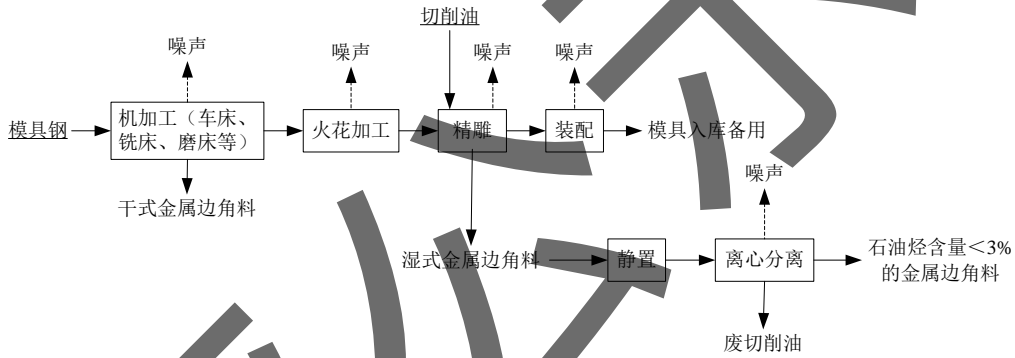 切削油
噪声
噪声
噪声
噪声
模具钢
机加工（车床、
铣床、磨床等）
火花加工
精雕
装配
模具入库备用
干式金属边角料
噪声
湿式金属边角料
静置
离心分离
石油烃含量＜3%
的金属边角料
废切削油